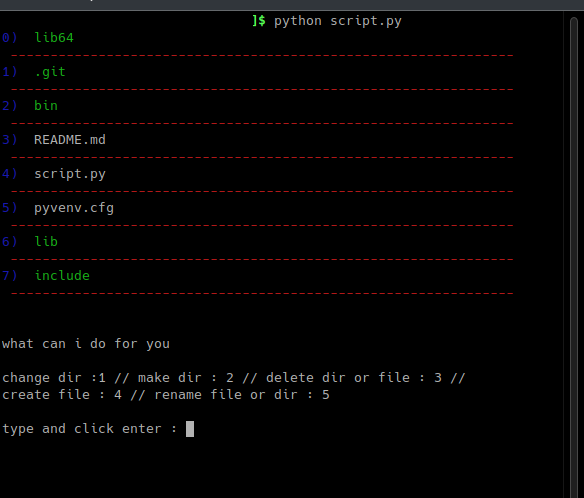 ]$ python script.py
0) lib64
---------------------------------------------------------------
1) .git
---------------------------------------------------------------
2) bin
---------------------------------------------------------------
3) README.md
---------------------------------------------------------------
4) script.py
---------------------------------------------------------------
5) pyvenv.cfg
---------------------------------------------------------------
6) lib
---------------------------------------------------------------
7) include
---------------------------------------------------------------
what can i do for you
change dir :1 // make dir : 2 // delete dir or file : 3 //
create file : 4 // rename file or dir : 5
type and click enter :